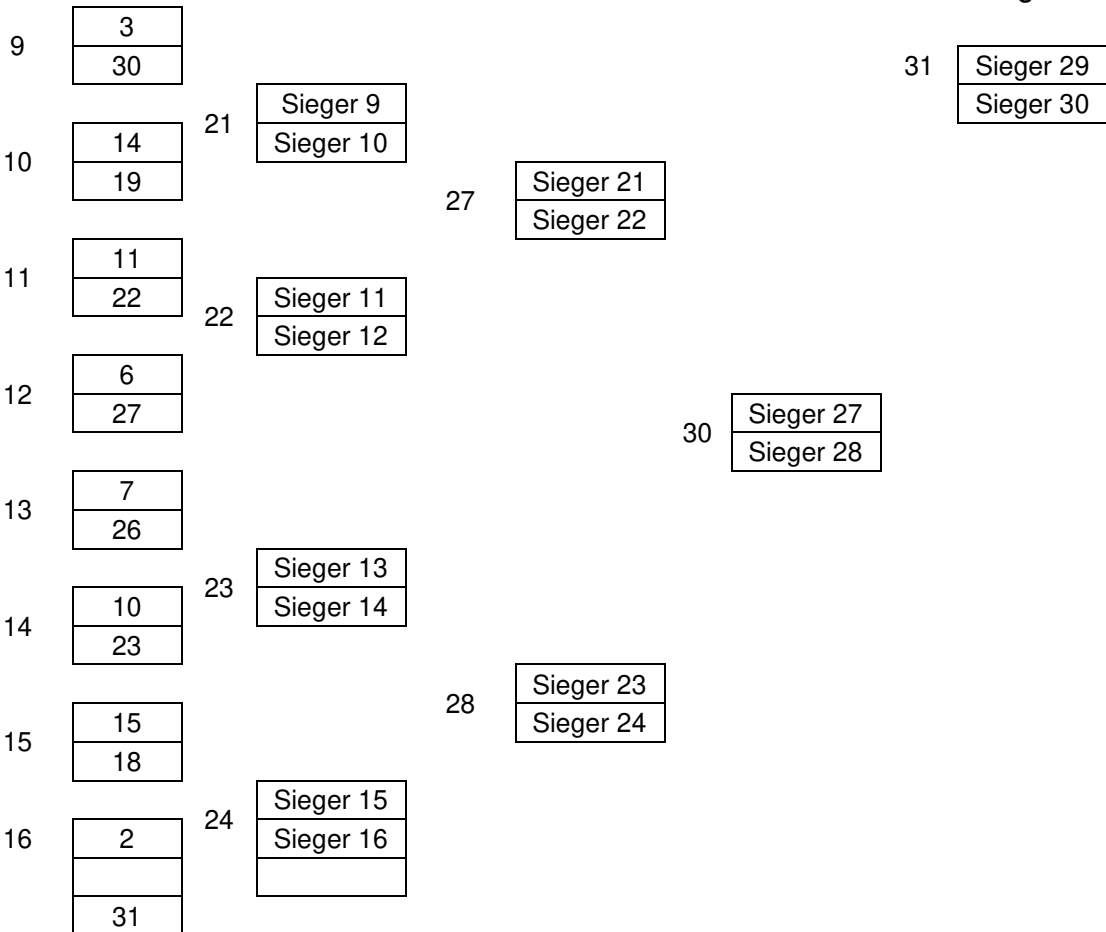 9
3
30
31
Sieger 29
Sieger 30
21
Sieger 9
Sieger 10
10
14
19
27
Sieger 21
Sieger 22
11
11
22
22
Sieger 11
Sieger 12
12
6
27
30
Sieger 27
Sieger 28
13
7
26
23
Sieger 13
Sieger 14
14
10
23
28
Sieger 23
Sieger 24
15
15
18
24
Sieger 15
Sieger 16
16
2
31